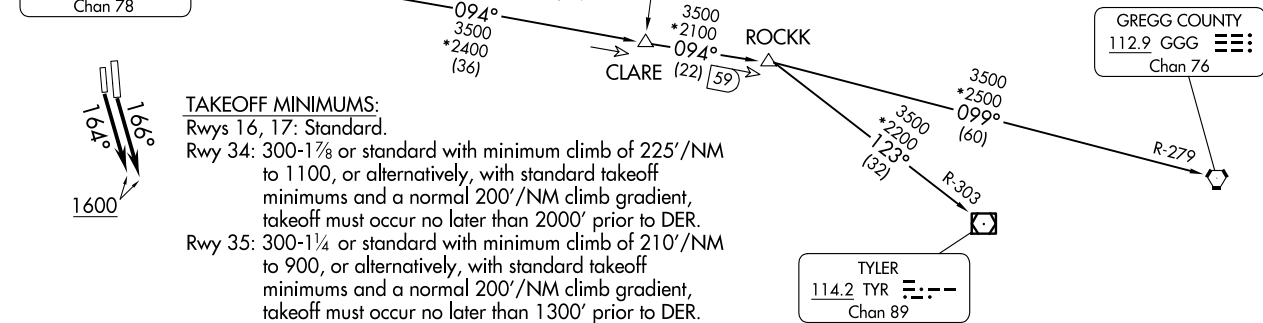 Chan 78
094°
3500
*2400
(36)
3500
*2100
094°
(22)
59
CLARE
ROCKK
GREGG COUNTY
112.9 GGG
Chan 76
3500
*2500
099°
(60)
R-279
3500
*2200
123°
(32)
R-303
TYLER
114.2 TYR
Chan 89
164°
166°
1600
TAKEOFF MINIMUMS:
Rwys 16, 17: Standard.
Rwy 34: 300-1⅞ or standard with minimum climb of 225'/NM
to 1100, or alternatively, with standard takeoff
minimums and a normal 200'/NM climb gradient,
takeoff must occur no later than 2000' prior to DER.
Rwy 35: 300-1¼ or standard with minimum climb of 210'/NM
to 900, or alternatively, with standard takeoff
minimums and a normal 200'/NM climb gradient,
takeoff must occur no later than 1300' prior to DER.